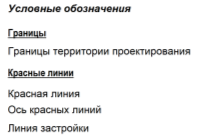 Условные обозначения
Границы
Границы территории проектирования
Красные линии
Красная линия
Ось красных линий
Линия застройки